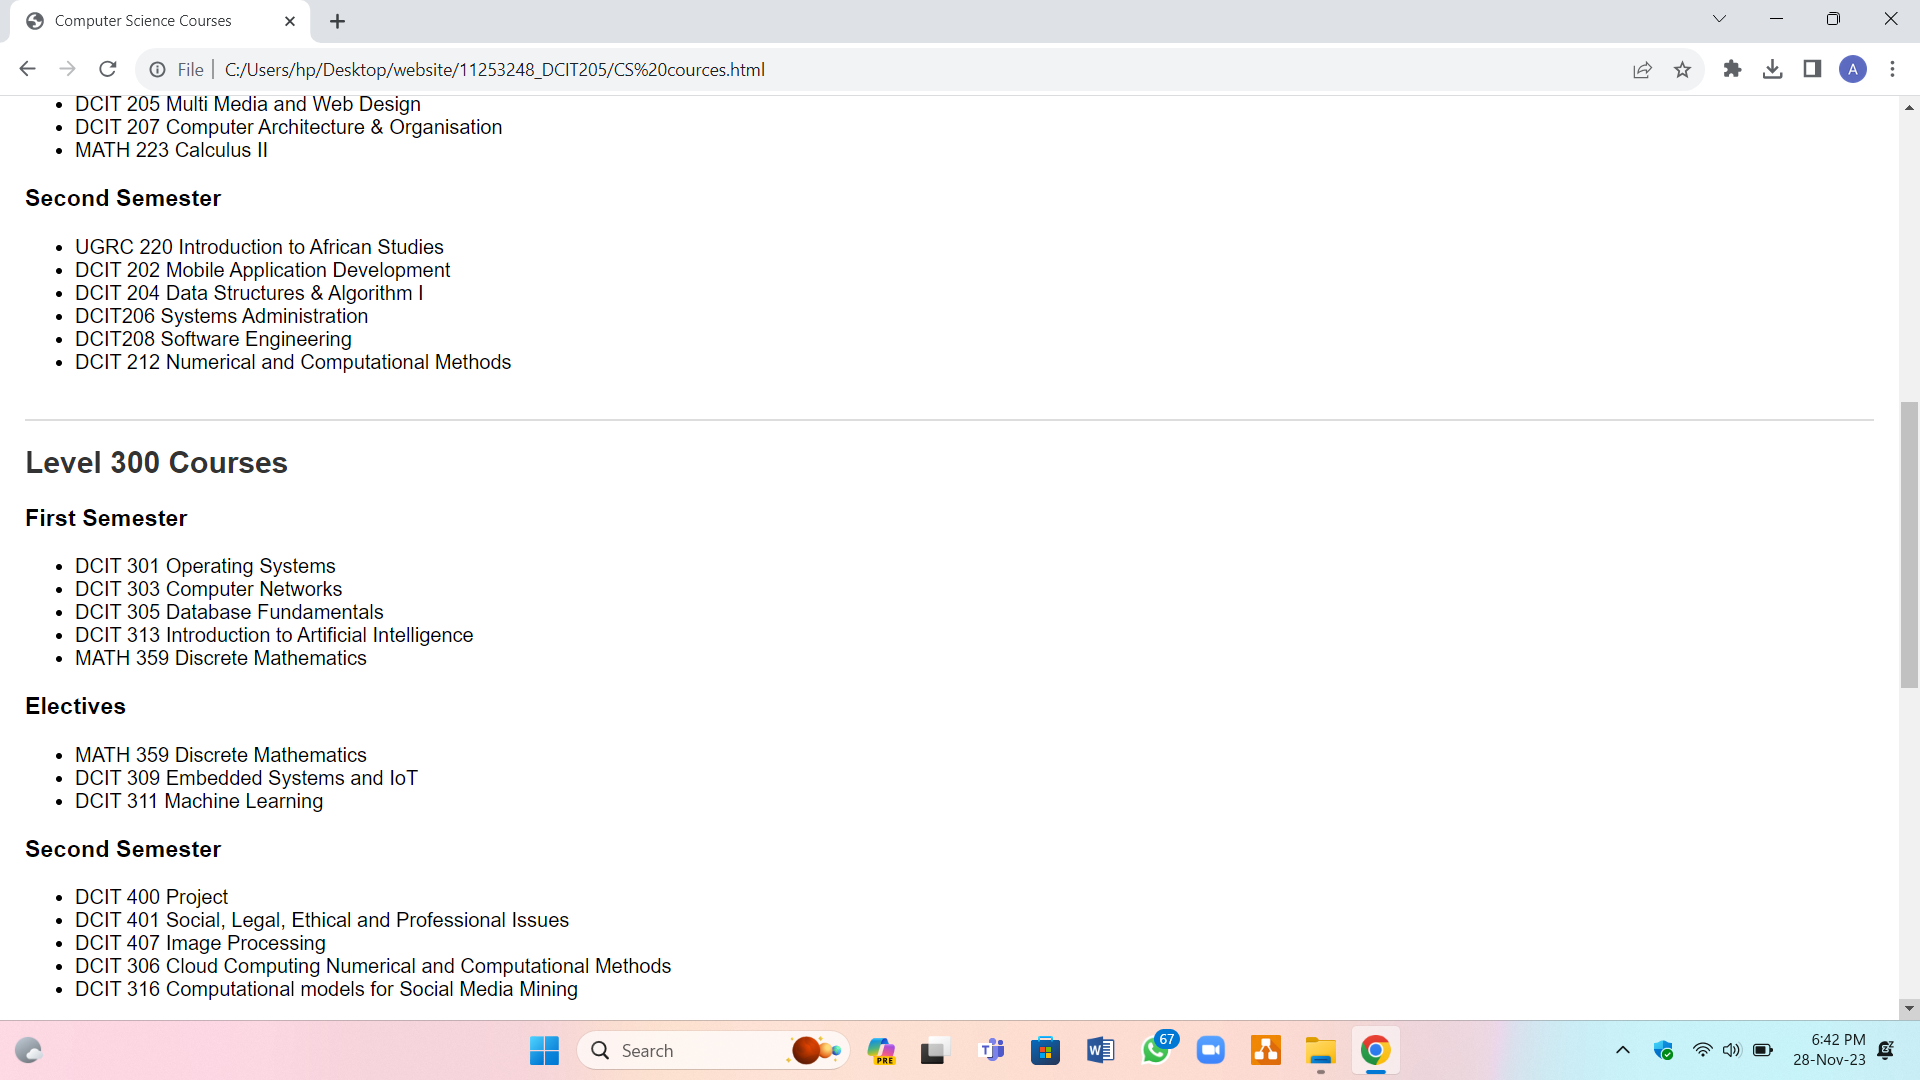 Computer Science Courses
File
C:/Users/hp/Desktop/website/11253248_DCIT205/CS%20cources.html
A
DCIT 205 Multi Media and Web Design
DCIT 207 Computer Architecture & Organisation
MATH 223 Calculus II
Second Semester
UGRC 220 Introduction to African Studies
DCIT 202 Mobile Application Development
DCIT 204 Data Structures & Algorithm I
DCIT206 Systems Administration
DCIT208 Software Engineering
DCIT 212 Numerical and Computational Methods
Level 300 Courses
First Semester
DCIT 301 Operating Systems
DCIT 303 Computer Networks
DCIT 305 Database Fundamentals
DCIT 313 Introduction to Artificial Intelligence
MATH 359 Discrete Mathematics
Electives
MATH 359 Discrete Mathematics
DCIT 309 Embedded Systems and IoT
DCIT 311 Machine Learning
Second Semester
DCIT 400 Project
DCIT 401 Social, Legal, Ethical and Professional Issues
DCIT 407 Image Processing
DCIT 306 Cloud Computing Numerical and Computational Methods
DCIT 316 Computational models for Social Media Mining
Search
PRE
67
6:42 PM
28-Nov-23